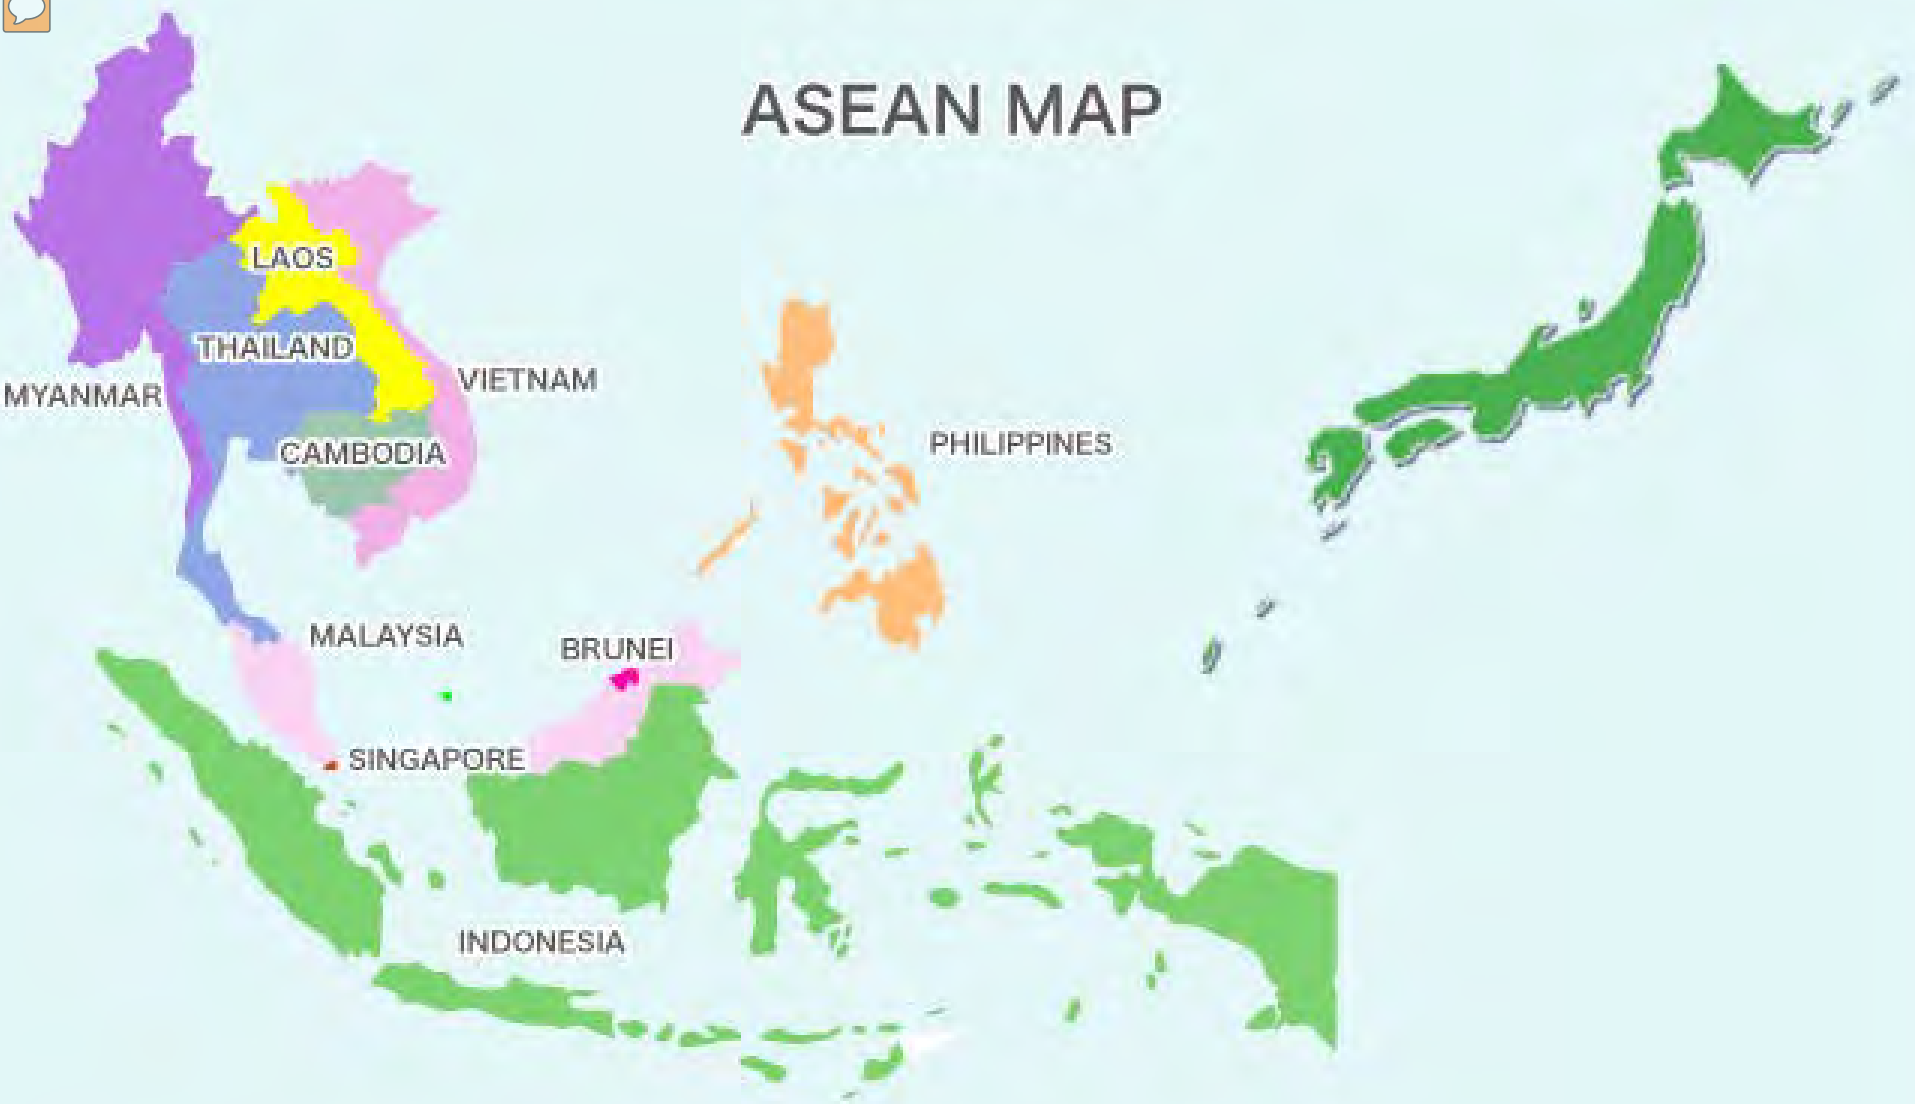 ASEAN MAP
LAOS
THAILAND
VIETNAM
MYANMAR
CAMBODIA
PHILIPPINES
MALAYSIA
BRUNEI
SINGAPORE
INDONESIA